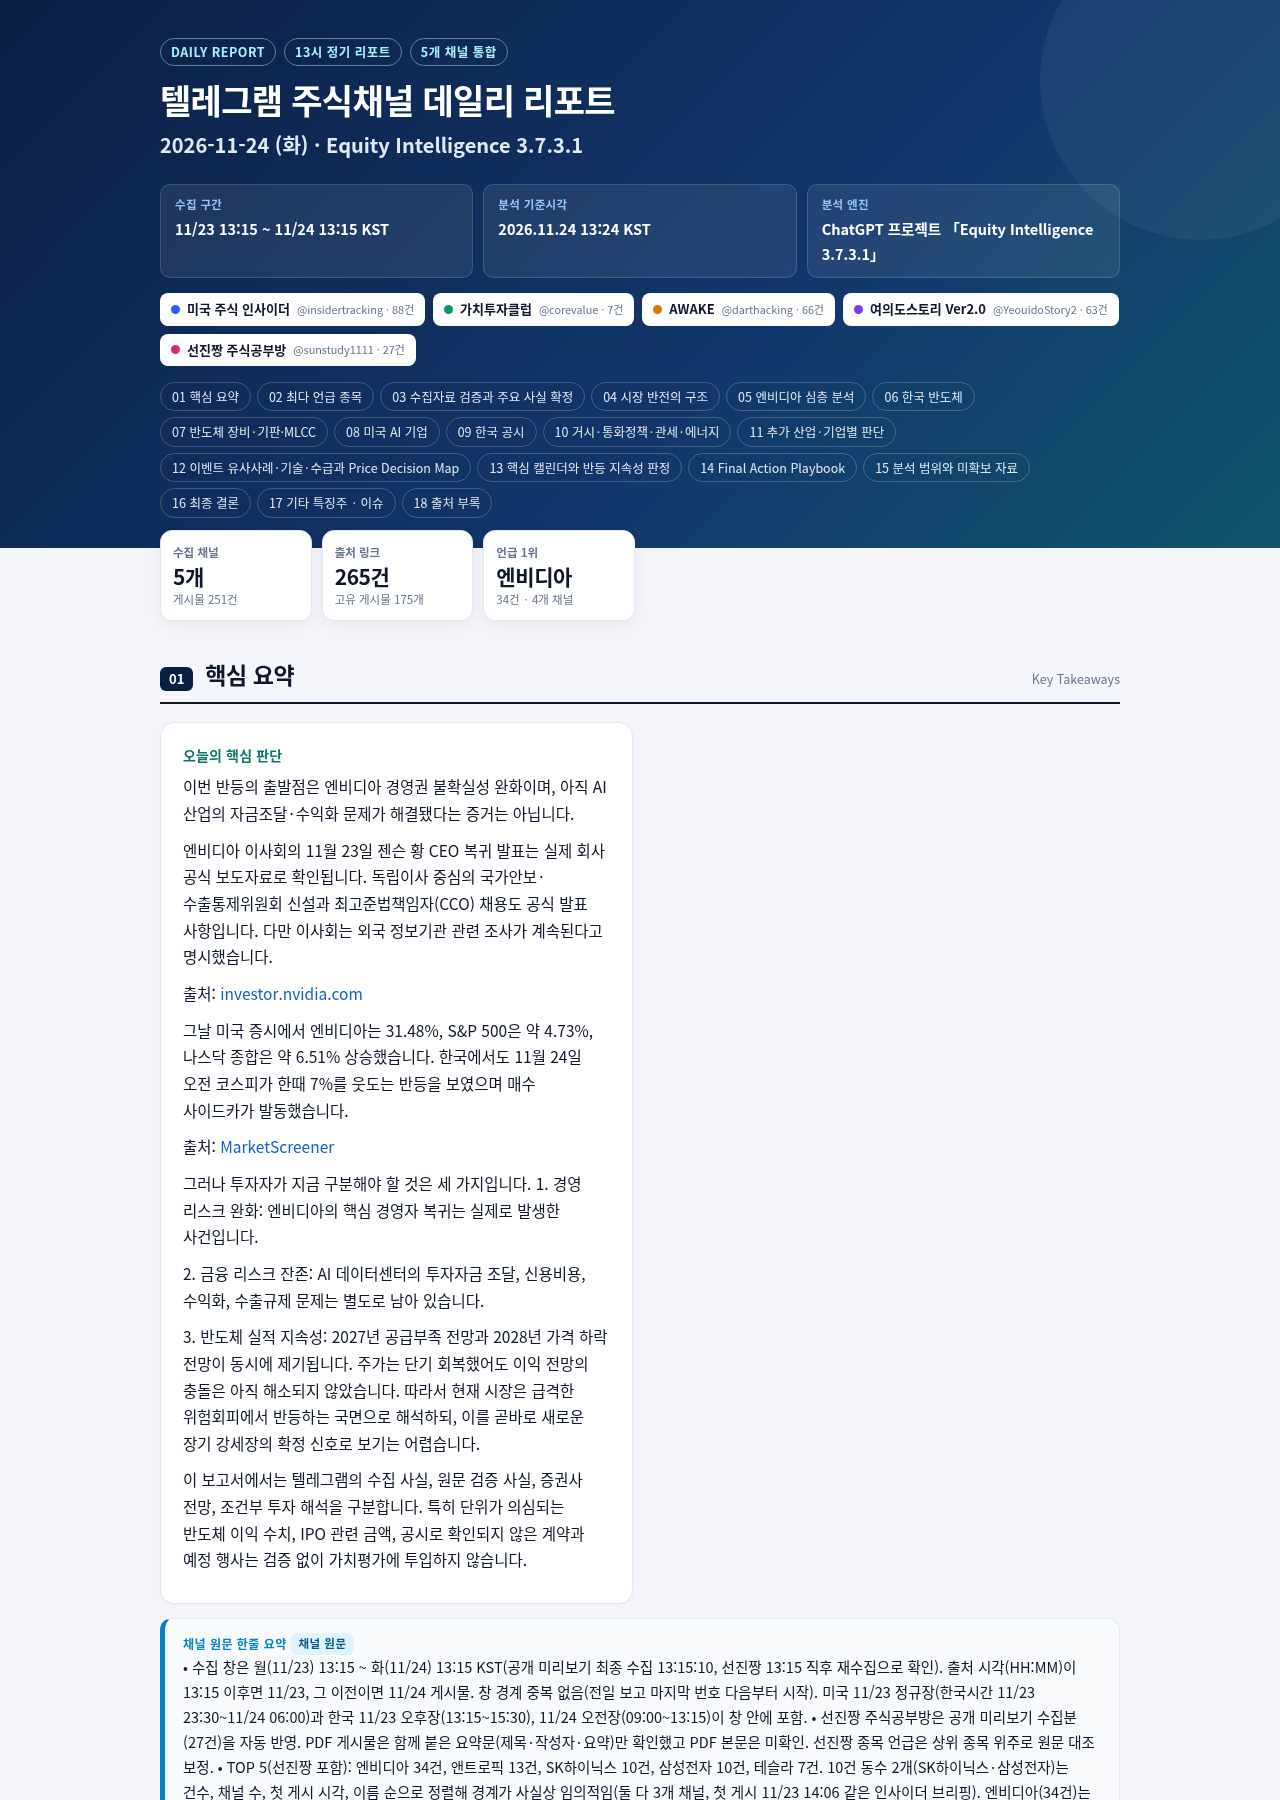 DAILY REPORT 13시 정기 리포트 5개 채널 통합
텔레그램 주식채널 데일리 리포트
2026-11-24 (화) · Equity Intelligence 3.7.3.1
수집 구간
11/23 13:15 ~ 11/24 13:15 KST
분석 기준시각
2026.11.24 13:24 KST
분석 엔진
ChatGPT 프로젝트 「Equity Intelligence
3.7.3.1」
미국 주식 인사이더 @insidertracking · 88건 가치투자클럽 @corevalue · 7건 AWAKE @darthacking · 66건 여의도스토리 Ver2.0 @YeouidoStory2 · 63건
선진짱 주식공부방 @sunstudy1111 · 27건
01 핵심 요약 02 최다 언급 종목 03 수집자료 검증과 주요 사실 확정 04 시장 반전의 구조 05 엔비디아 심층 분석 06 한국 반도체
07 반도체 장비·기판·MLCC 08 미국 AI 기업 09 한국 공시 10 거시·통화정책·관세·에너지 11 추가 산업·기업별 판단
12 이벤트 유사사례·기술·수급과 Price Decision Map 13 핵심 캘린더와 반등 지속성 판정 14 Final Action Playbook 15 분석 범위와 미확보 자료
16 최종 결론 17 기타 특징주 · 이슈 18 출처 부록
수집 채널
5개
게시물 251건
출처 링크
265건
고유 게시물 175개
언급 1위
엔비디아
34건 · 4개 채널
01 핵심 요약 Key Takeaways
오늘의 핵심 판단
이번 반등의 출발점은 엔비디아 경영권 불확실성 완화이며, 아직 AI
산업의 자금조달·수익화 문제가 해결됐다는 증거는 아닙니다.
엔비디아 이사회의 11월 23일 젠슨 황 CEO 복귀 발표는 실제 회사
공식 보도자료로 확인됩니다. 독립이사 중심의 국가안보·
수출통제위원회 신설과 최고준법책임자(CCO) 채용도 공식 발표
사항입니다. 다만 이사회는 외국 정보기관 관련 조사가 계속된다고
명시했습니다.
출처: investor.nvidia.com
그날 미국 증시에서 엔비디아는 31.48%, S&P 500은 약 4.73%,
나스닥 종합은 약 6.51% 상승했습니다. 한국에서도 11월 24일
오전 코스피가 한때 7%를 웃도는 반등을 보였으며 매수
사이드카가 발동했습니다.
출처: MarketScreener
그러나 투자자가 지금 구분해야 할 것은 세 가지입니다. 1. 경영
리스크 완화: 엔비디아의 핵심 경영자 복귀는 실제로 발생한
사건입니다.
2. 금융 리스크 잔존: AI 데이터센터의 투자자금 조달, 신용비용,
수익화, 수출규제 문제는 별도로 남아 있습니다.
3. 반도체 실적 지속성: 2027년 공급부족 전망과 2028년 가격 하락
전망이 동시에 제기됩니다. 주가는 단기 회복했어도 이익 전망의
충돌은 아직 해소되지 않았습니다. 따라서 현재 시장은 급격한
위험회피에서 반등하는 국면으로 해석하되, 이를 곧바로 새로운
장기 강세장의 확정 신호로 보기는 어렵습니다.
이 보고서에서는 텔레그램의 수집 사실, 원문 검증 사실, 증권사
전망, 조건부 투자 해석을 구분합니다. 특히 단위가 의심되는
반도체 이익 수치, IPO 관련 금액, 공시로 확인되지 않은 계약과
예정 행사는 검증 없이 가치평가에 투입하지 않습니다.
채널 원문 한줄 요약 채널 원문
• 수집 창은 월(11/23) 13:15 ~ 화(11/24) 13:15 KST(공개 미리보기 최종 수집 13:15:10, 선진짱 13:15 직후 재수집으로 확인). 출처 시각(HH:MM)이
13:15 이후면 11/23, 그 이전이면 11/24 게시물. 창 경계 중복 없음(전일 보고 마지막 번호 다음부터 시작). 미국 11/23 정규장(한국시간 11/23
23:30~11/24 06:00)과 한국 11/23 오후장(13:15~15:30), 11/24 오전장(09:00~13:15)이 창 안에 포함. • 선진짱 주식공부방은 공개 미리보기 수집분
(27건)을 자동 반영. PDF 게시물은 함께 붙은 요약문(제목·작성자·요약)만 확인했고 PDF 본문은 미확인. 선진짱 종목 언급은 상위 종목 위주로 원문 대조
보정. • TOP 5(선진짱 포함): 엔비디아 34건, 앤트로픽 13건, SK하이닉스 10건, 삼성전자 10건, 테슬라 7건. 10건 동수 2개(SK하이닉스·삼성전자)는
건수, 채널 수, 첫 게시 시각, 이름 순으로 정렬해 경계가 사실상 임의적임(둘 다 3개 채널, 첫 게시 11/23 14:06 같은 인사이더 브리핑). 엔비디아(34건)는